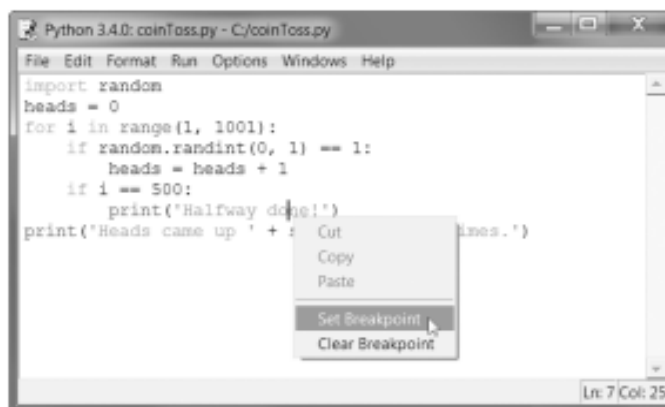 Python 3.4.0: coinToss.py - C:/coinToss.py
File Edit Format Run Options Windows Help
import random
heads = 0
for i in range(1, 1001):
    if random.randint(0, 1) == 1:
        heads = heads + 1
    if i == 500:
        print('Halfway done!')
print('Heads came up ' + s imes.')
Cut
Copy
Paste
Set Breakpoint
Clear Breakpoint
Ln: 7 Col: 25